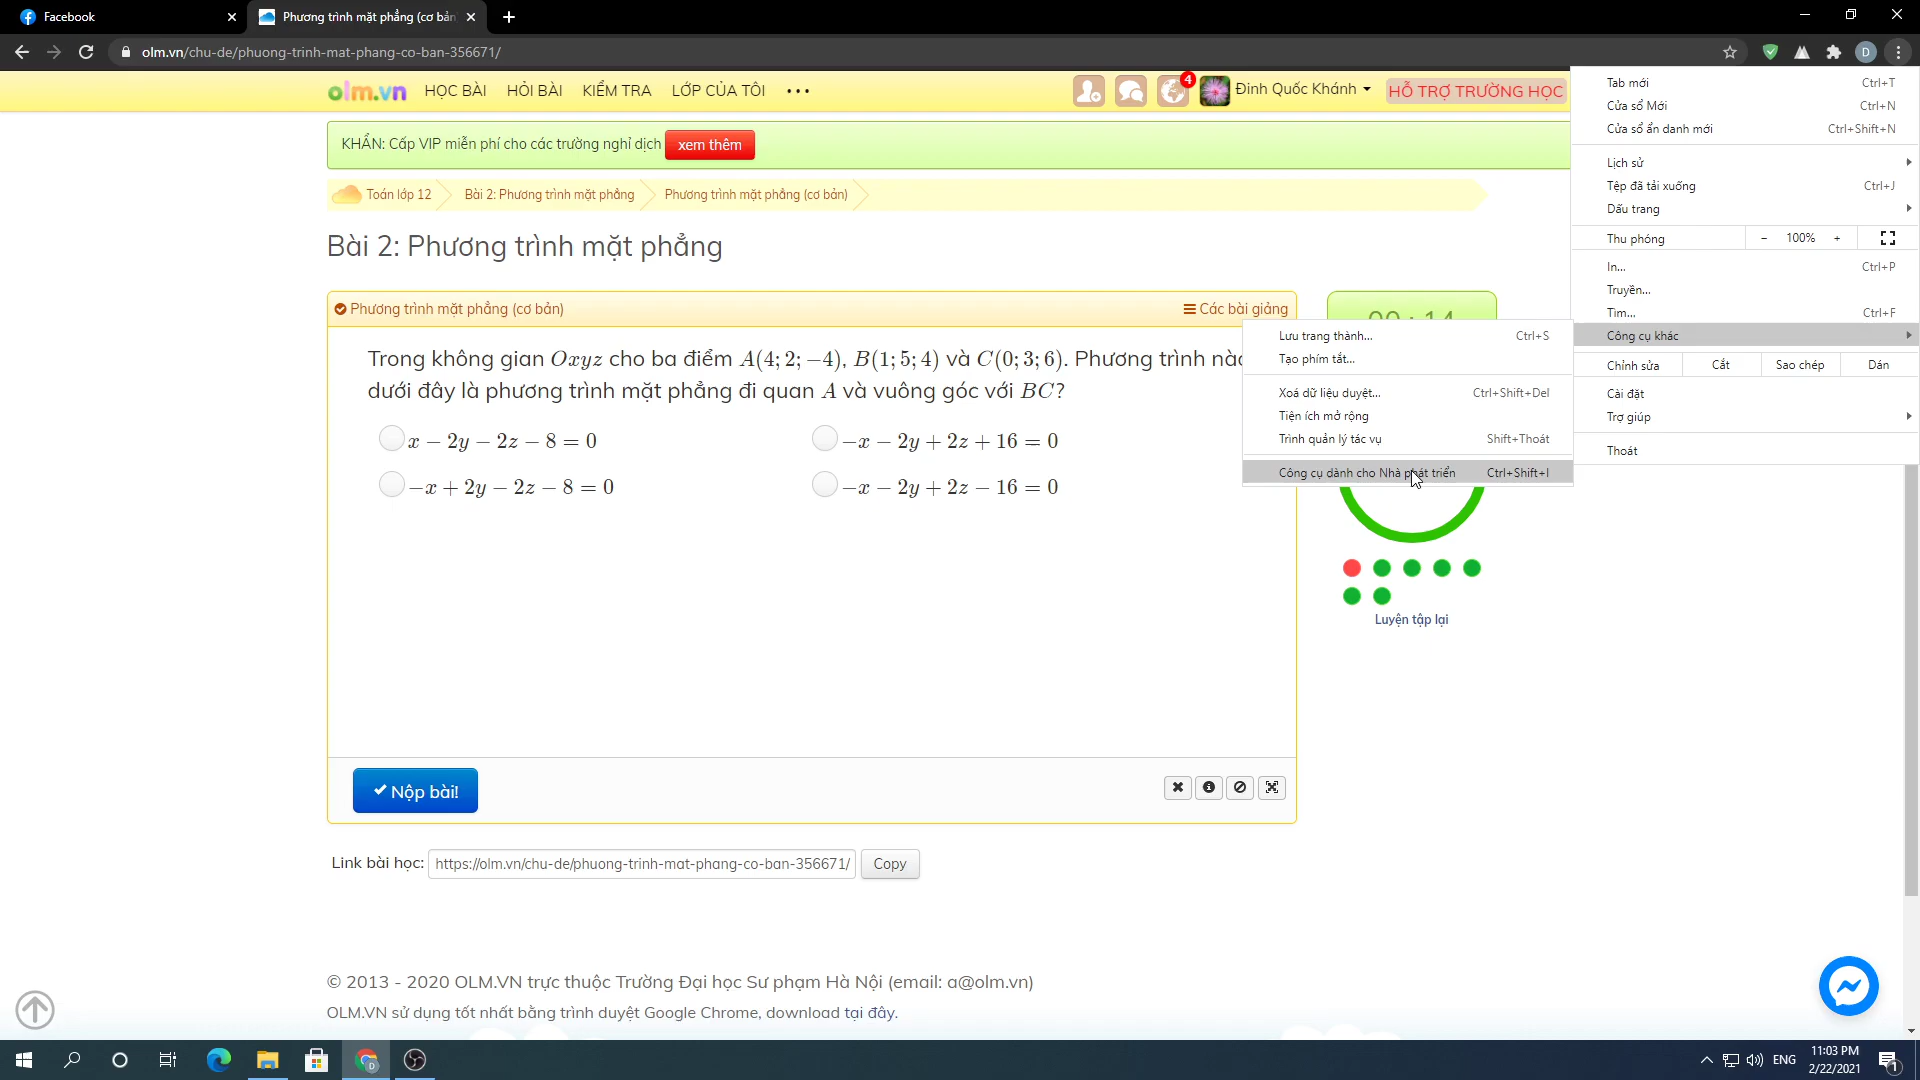 Facebook
Phương trình mặt phẳng (cơ bản
olm.vn/chu-de/phuong-trinh-mat-phang-co-ban-356671/
D
olm.vn
HỌC BÀI
HỎI BÀI
KIỂM TRA
LỚP CỦA TÔI
4
Đinh Quốc Khánh
HỖ TRỢ TRƯỜNG HỌC
KHẨN: Cấp VIP miễn phí cho các trường nghỉ dịch xem thêm
Toán lớp 12
Bài 2: Phương trình mặt phẳng
Phương trình mặt phẳng (cơ bản)
Bài 2: Phương trình mặt phẳng
Phương trình mặt phẳng (cơ bản)
Các bài giảng
Trong không gian Oxyz cho ba điểm A(4; 2; −4), B(1; 5; 4) và C(0; 3; 6). Phương trình nào
dưới đây là phương trình mặt phẳng đi quan A và vuông góc với BC?
x − 2y − 2z − 8 = 0
−x − 2y + 2z + 16 = 0
−x + 2y − 2z − 8 = 0
−x − 2y + 2z − 16 = 0
Luyện tập lại
Nộp bài!
Link bài học: https://olm.vn/chu-de/phuong-trinh-mat-phang-co-ban-356671/ Copy
© 2013 - 2020 OLM.VN trực thuộc Trường Đại học Sư phạm Hà Nội (email: a@olm.vn)
OLM.VN sử dụng tốt nhất bằng trình duyệt Google Chrome, download tại đây.
Tab mới Ctrl+T
Cửa sổ Mới Ctrl+N
Cửa sổ ẩn danh mới Ctrl+Shift+N
Lịch sử
Tệp đã tải xuống Ctrl+J
Dấu trang
Thu phóng − 100% +
In... Ctrl+P
Truyền...
Tìm... Ctrl+F
Công cụ khác
Chỉnh sửa Cắt Sao chép Dán
Cài đặt
Trợ giúp
Thoát
Lưu trang thành... Ctrl+S
Tạo phím tắt...
Xoá dữ liệu duyệt... Ctrl+Shift+Del
Tiện ích mở rộng
Trình quản lý tác vụ Shift+Thoát
Công cụ dành cho Nhà phát triển Ctrl+Shift+I
D
ENG
11:03 PM
2/22/2021
1